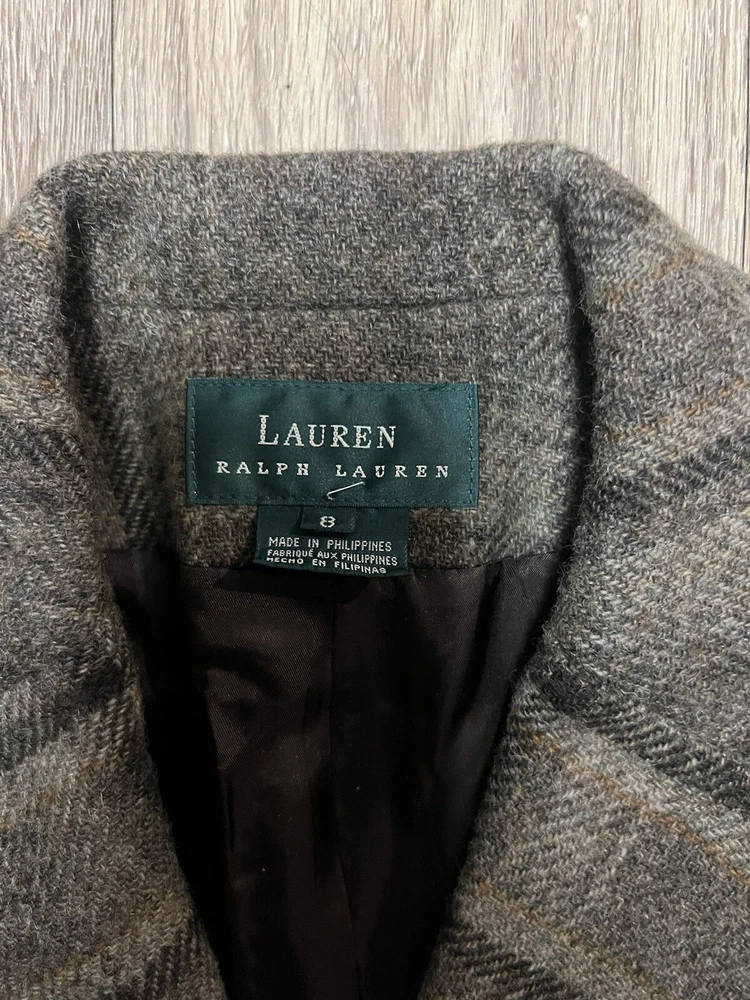 LAUREN
RALPH LAUREN
8
MADE IN PHILIPPINES
FABRIQUÉ AUX PHILIPPINES
HECHO EN FILIPINAS